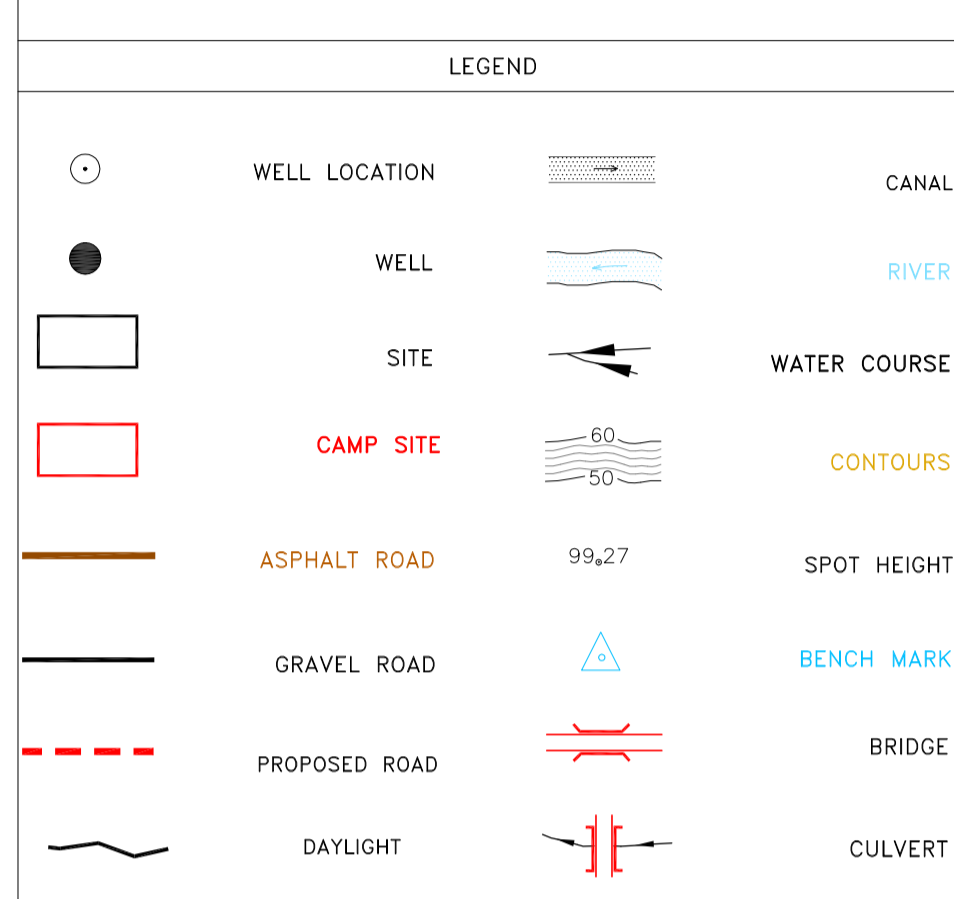 LEGEND
WELL LOCATION
CANAL
WELL
RIVER
SITE
WATER COURSE
CAMP SITE
60
50
CONTOURS
ASPHALT ROAD
99.27
SPOT HEIGHT
GRAVEL ROAD
BENCH MARK
PROPOSED ROAD
BRIDGE
DAYLIGHT
CULVERT